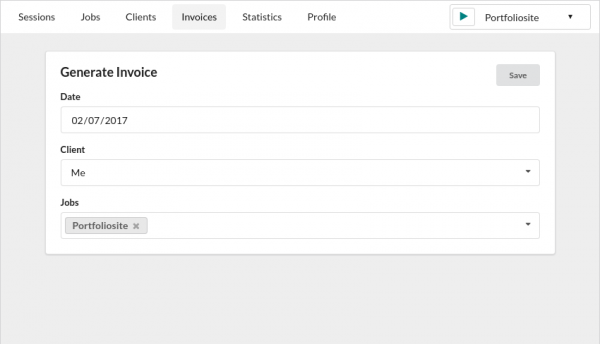 Sessions Jobs Clients Invoices Statistics Profile Portfoliosite
Generate Invoice
Save
Date
02/07/2017
Client
Me
Jobs
Portfoliosite